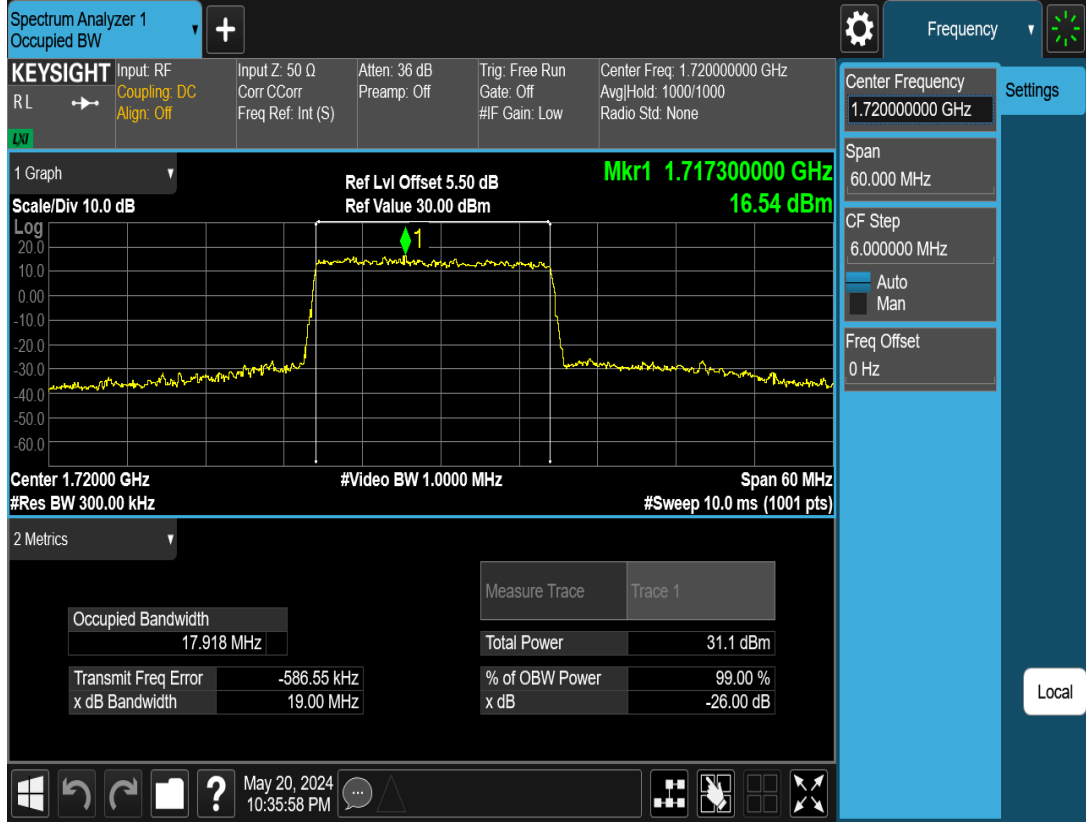 Spectrum Analyzer 1
Occupied BW
+
Frequency
KEYSIGHT
R L
LXI
Input: RF
Coupling: DC
Align: Off
Input Z: 50 Ω
Corr CCorr
Freq Ref: Int (S)
Atten: 36 dB
Preamp: Off
Trig: Free Run
Gate: Off
#IF Gain: Low
Center Freq: 1.720000000 GHz
Avg|Hold: 1000/1000
Radio Std: None
Center Frequency
1.720000000 GHz
Settings
Span
60.000 MHz
CF Step
6.000000 MHz
Auto
Man
Freq Offset
0 Hz
Local
1 Graph
Ref Lvl Offset 5.50 dB
Mkr1 1.717300000 GHz
Scale/Div 10.0 dB
Ref Value 30.00 dBm
16.54 dBm
Log
1
20.0
10.0
0.00
-10.0
-20.0
-30.0
-40.0
-50.0
-60.0
Center 1.72000 GHz
#Video BW 1.0000 MHz
Span 60 MHz
#Res BW 300.00 kHz
#Sweep 10.0 ms (1001 pts)
2 Metrics
Measure Trace
Trace 1
Occupied Bandwidth
17.918 MHz
Total Power
31.1 dBm
Transmit Freq Error
-586.55 kHz
% of OBW Power
99.00 %
x dB Bandwidth
19.00 MHz
x dB
-26.00 dB
?
May 20, 2024
10:35:58 PM